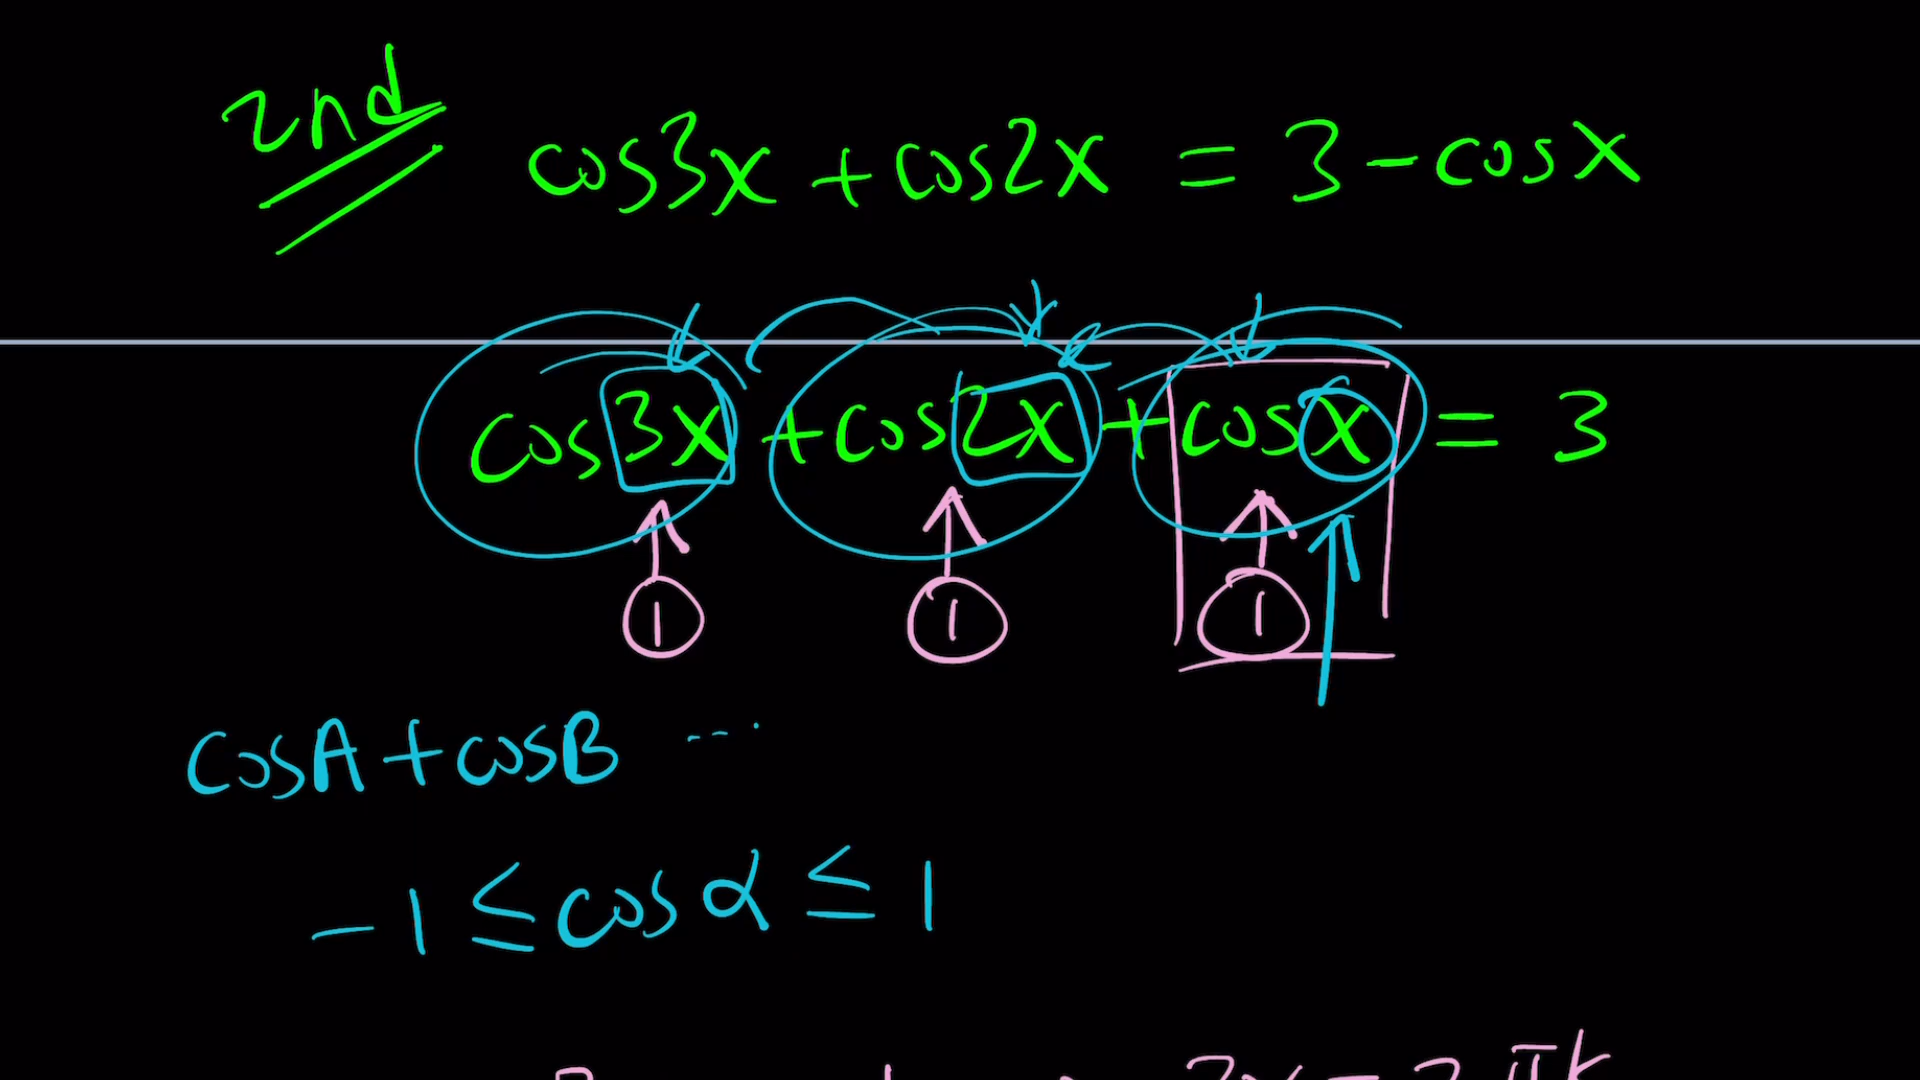 2nd cos3x + cos2x = 3 - cosx
cos3x + cos2x + cosx = 3
1 1 1
cosA + cosB ...
-1 ≤ cos α ≤ 1